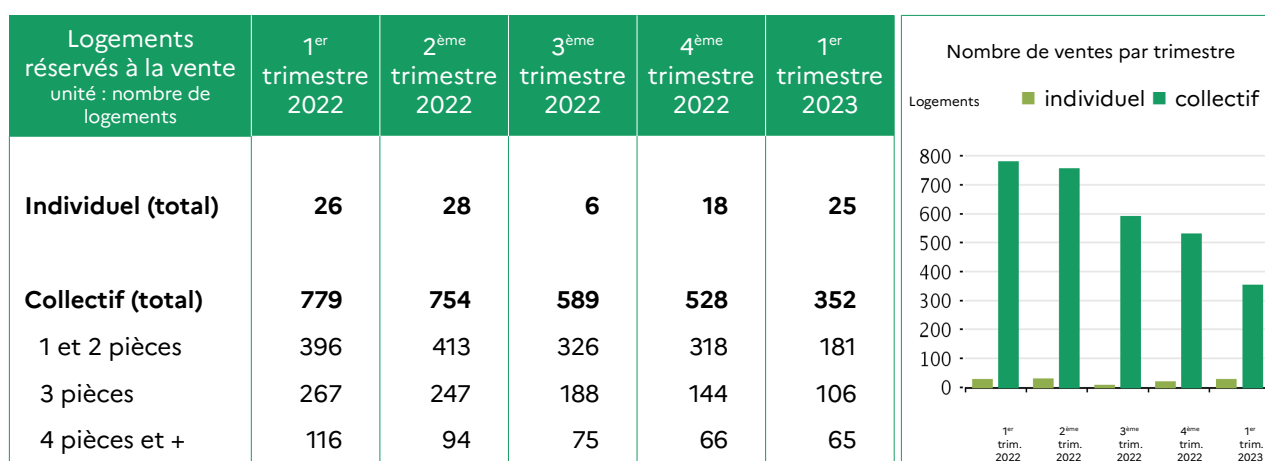 Logements
réservés à la vente
unité : nombre de
logements
1er
trimestre
2022
2ème
trimestre
2022
3ème
trimestre
2022
4ème
trimestre
2022
1er
trimestre
2023
Individuel (total) 26 28 6 18 25
Collectif (total) 779 754 589 528 352
1 et 2 pièces 396 413 326 318 181
3 pièces 267 247 188 144 106
4 pièces et + 116 94 75 66 65
Nombre de ventes par trimestre
Logements individuel collectif
800
700
600
500
400
300
200
100
0
1er
trim.
2022
2ème
trim.
2022
3ème
trim.
2022
4ème
trim.
2022
1er
trim.
2023